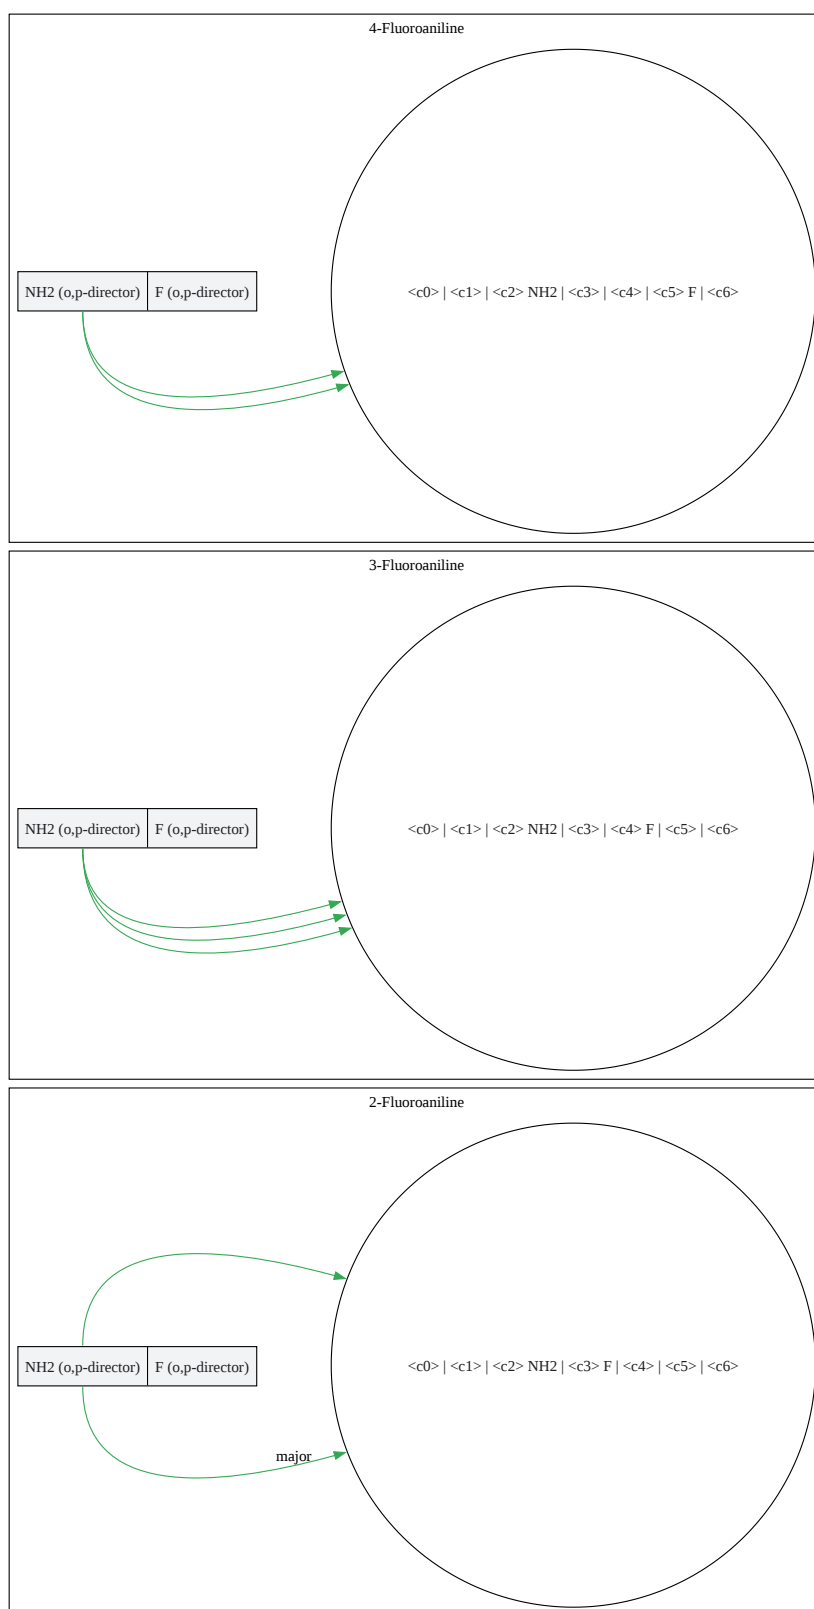 4-Fluoroaniline
NH2 (o,p-director) F (o,p-director)
<c0> | <c1> | <c2> NH2 | <c3> | <c4> | <c5> F | <c6>
3-Fluoroaniline
NH2 (o,p-director) F (o,p-director)
<c0> | <c1> | <c2> NH2 | <c3> | <c4> F | <c5> | <c6>
2-Fluoroaniline
NH2 (o,p-director) F (o,p-director)
<c0> | <c1> | <c2> NH2 | <c3> F | <c4> | <c5> | <c6>
major